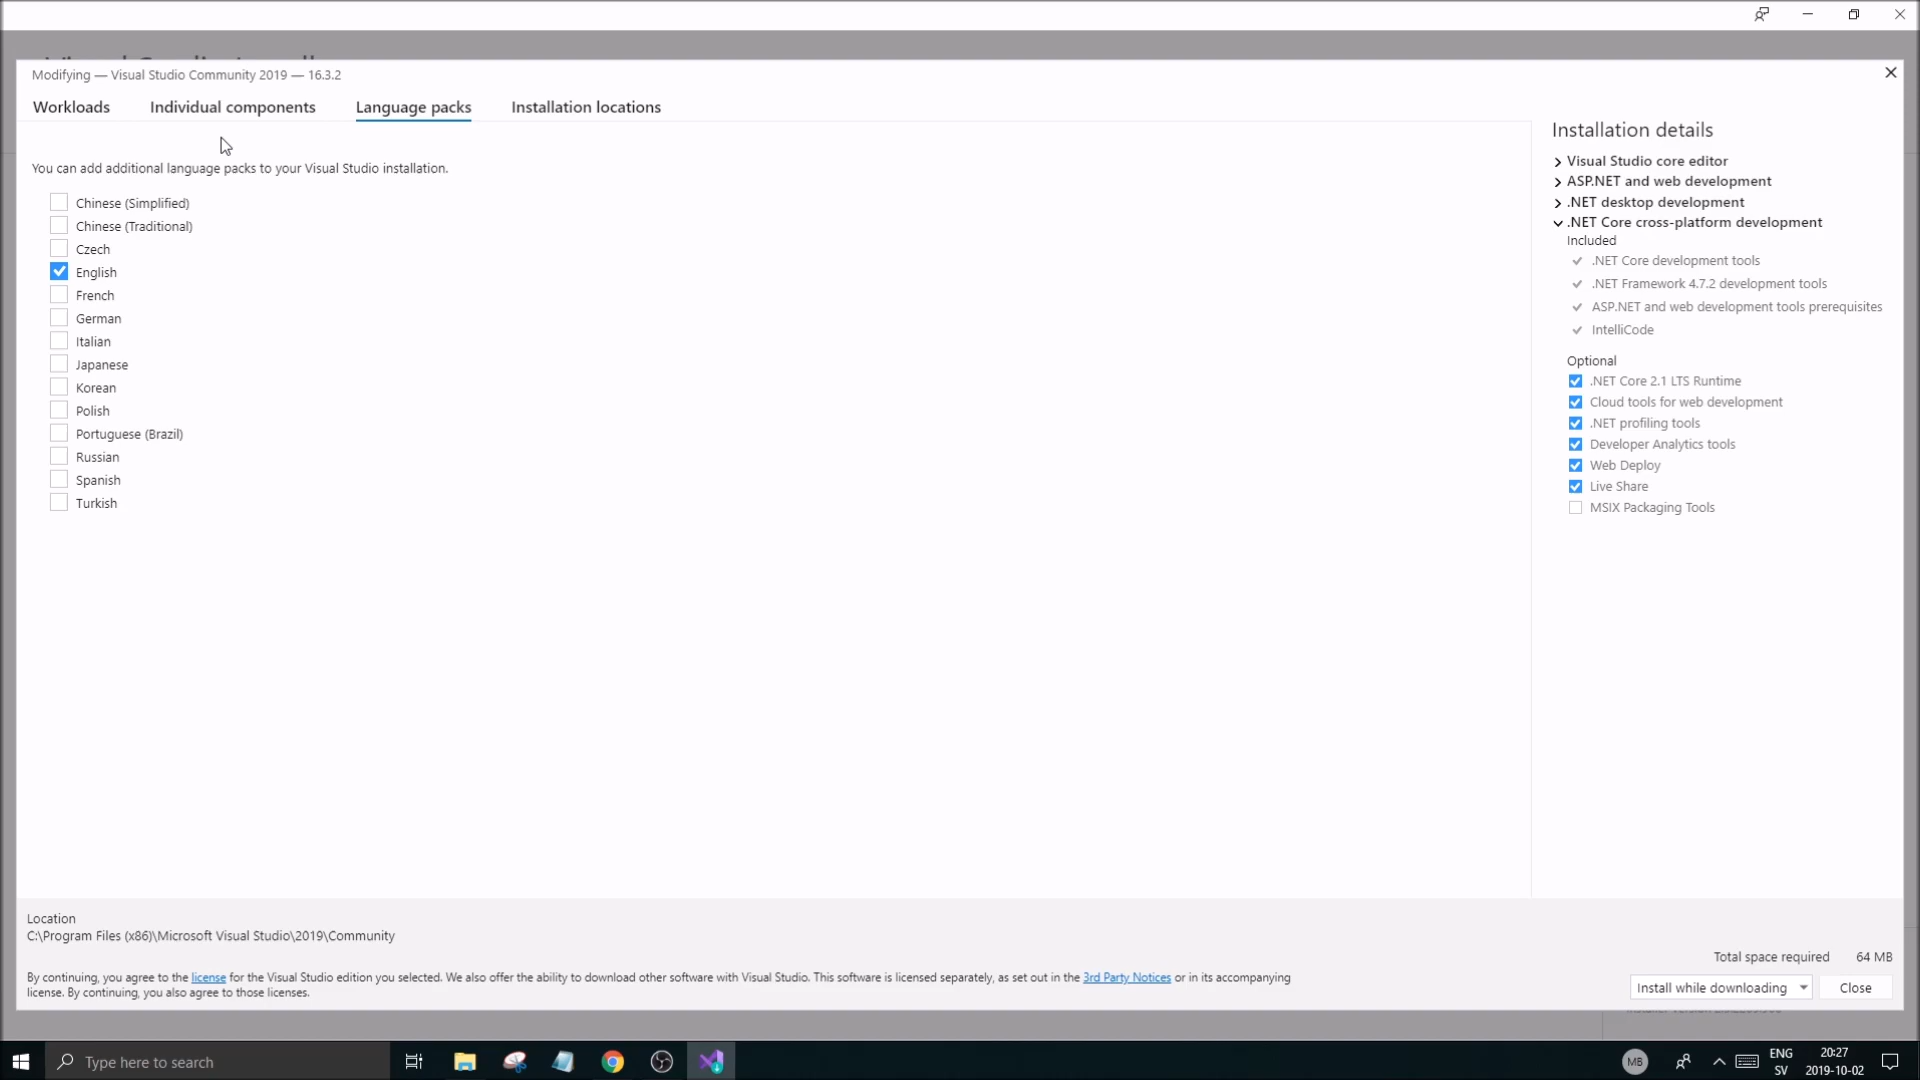 Modifying — Visual Studio Community 2019 — 16.3.2
Workloads
Individual components
Language packs
Installation locations
You can add additional language packs to your Visual Studio installation.
Chinese (Simplified)
Chinese (Traditional)
Czech
English
French
German
Italian
Japanese
Korean
Polish
Portuguese (Brazil)
Russian
Spanish
Turkish
Installation details
Visual Studio core editor
ASP.NET and web development
.NET desktop development
.NET Core cross-platform development
Included
.NET Core development tools
.NET Framework 4.7.2 development tools
ASP.NET and web development tools prerequisites
IntelliCode
Optional
.NET Core 2.1 LTS Runtime
Cloud tools for web development
.NET profiling tools
Developer Analytics tools
Web Deploy
Live Share
MSIX Packaging Tools
Location
C:\Program Files (x86)\Microsoft Visual Studio\2019\Community
By continuing, you agree to the license for the Visual Studio edition you selected. We also offer the ability to download other software with Visual Studio. This software is licensed separately, as set out in the 3rd Party Notices or in its accompanying
license. By continuing, you also agree to those licenses.
Total space required 64 MB
Install while downloading
Close
Type here to search
MB
ENG
SV
20:27
2019-10-02